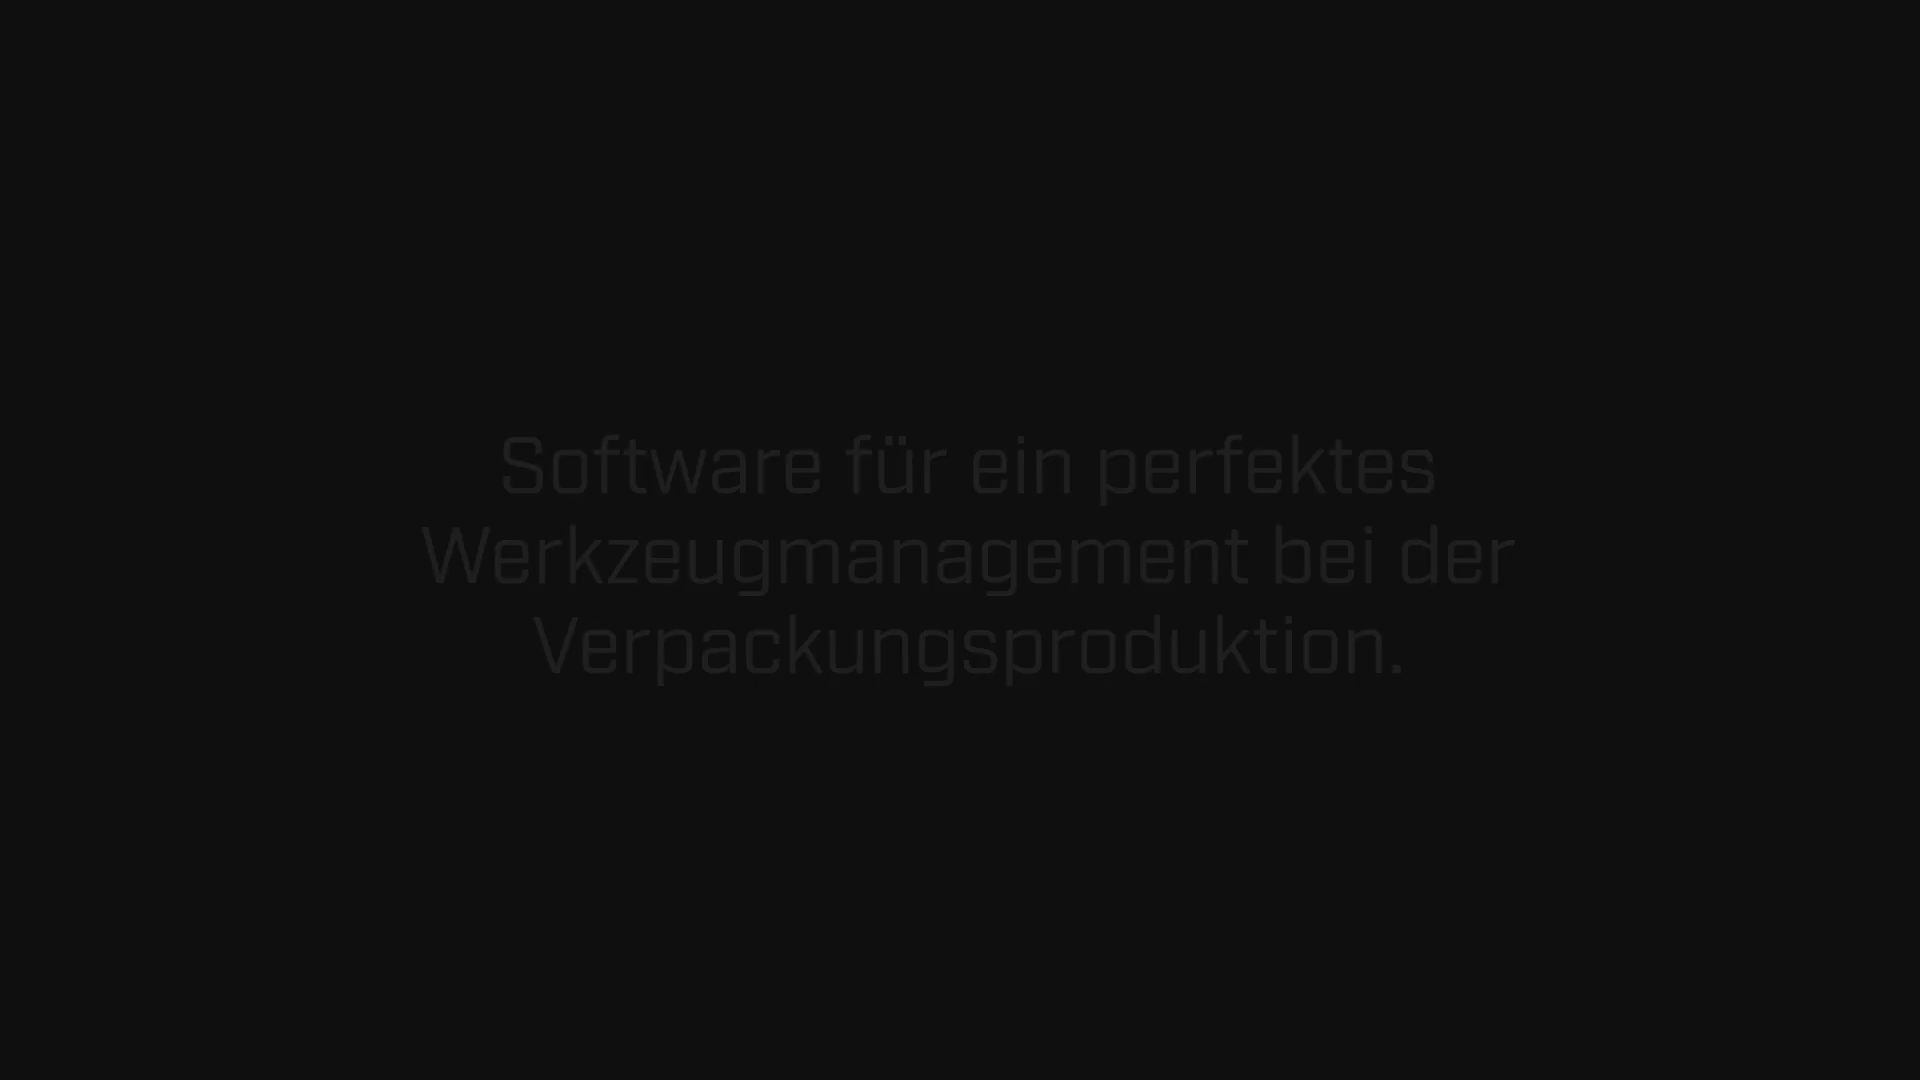 Software für ein perfektes
Werkzeugmanagement bei der
Verpackungsproduktion.